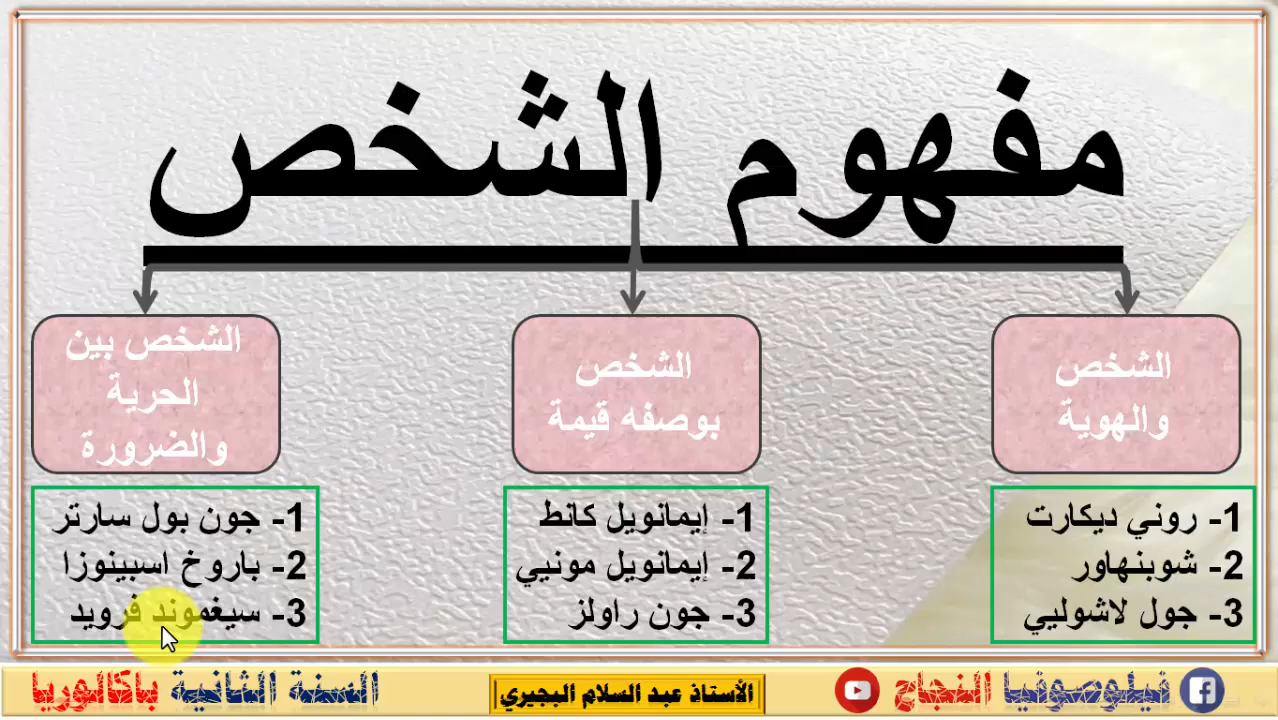 مفهوم الشخص
الشخص
والهوية
الشخص
بوصفه قيمة
الشخص بين
الحرية
والضرورة
1- روني ديكارت
2- شوبنهاور
3- جول لاشوليي
1- إيمانويل كانط
2- إيمانويل مونيي
3- جون راولز
1- جون بول سارتر
2- باروخ اسبينوزا
3- سيغموند فرويد
فيلوصوفيا النجاح
الأستاذ عبد السلام البجيري
السنة الثانية باكالوريا